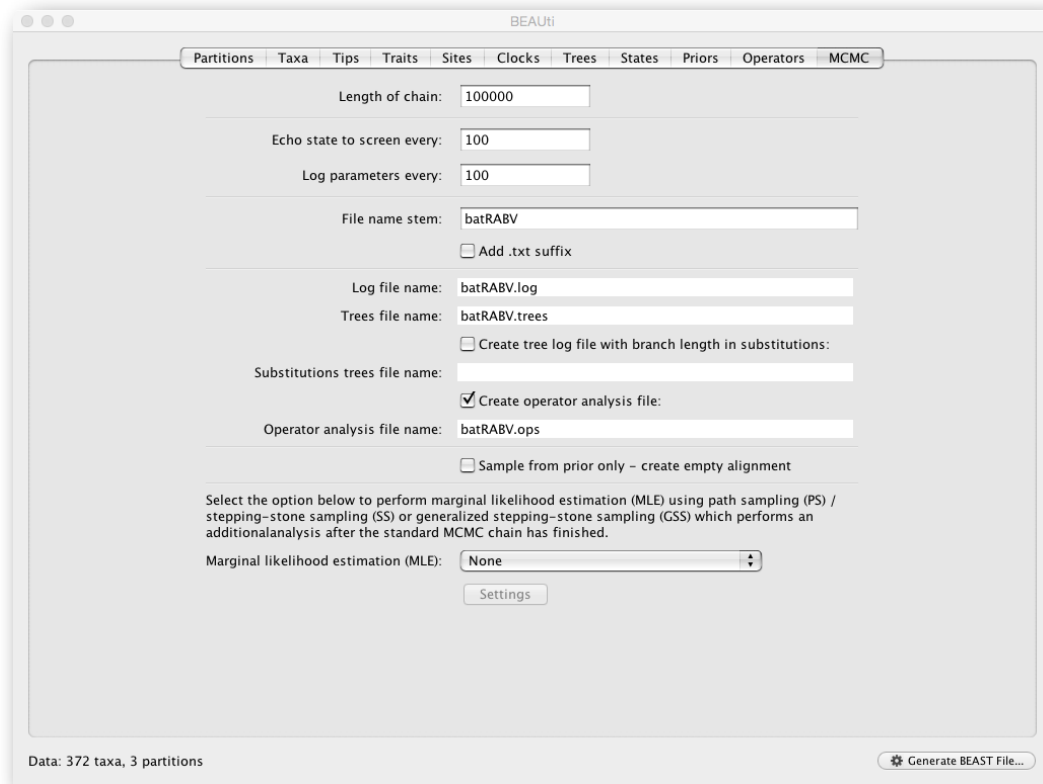 BEAUti
Partitions Taxa Tips Traits Sites Clocks Trees States Priors Operators MCMC
Length of chain: 100000
Echo state to screen every: 100
Log parameters every: 100
File name stem: batRABV
Add .txt suffix
Log file name: batRABV.log
Trees file name: batRABV.trees
Create tree log file with branch length in substitutions:
Substitutions trees file name:
Create operator analysis file:
Operator analysis file name: batRABV.ops
Sample from prior only – create empty alignment
Select the option below to perform marginal likelihood estimation (MLE) using path sampling (PS) /
stepping-stone sampling (SS) or generalized stepping-stone sampling (GSS) which performs an
additionalanalysis after the standard MCMC chain has finished.
Marginal likelihood estimation (MLE): None
Settings
Data: 372 taxa, 3 partitions Generate BEAST File...